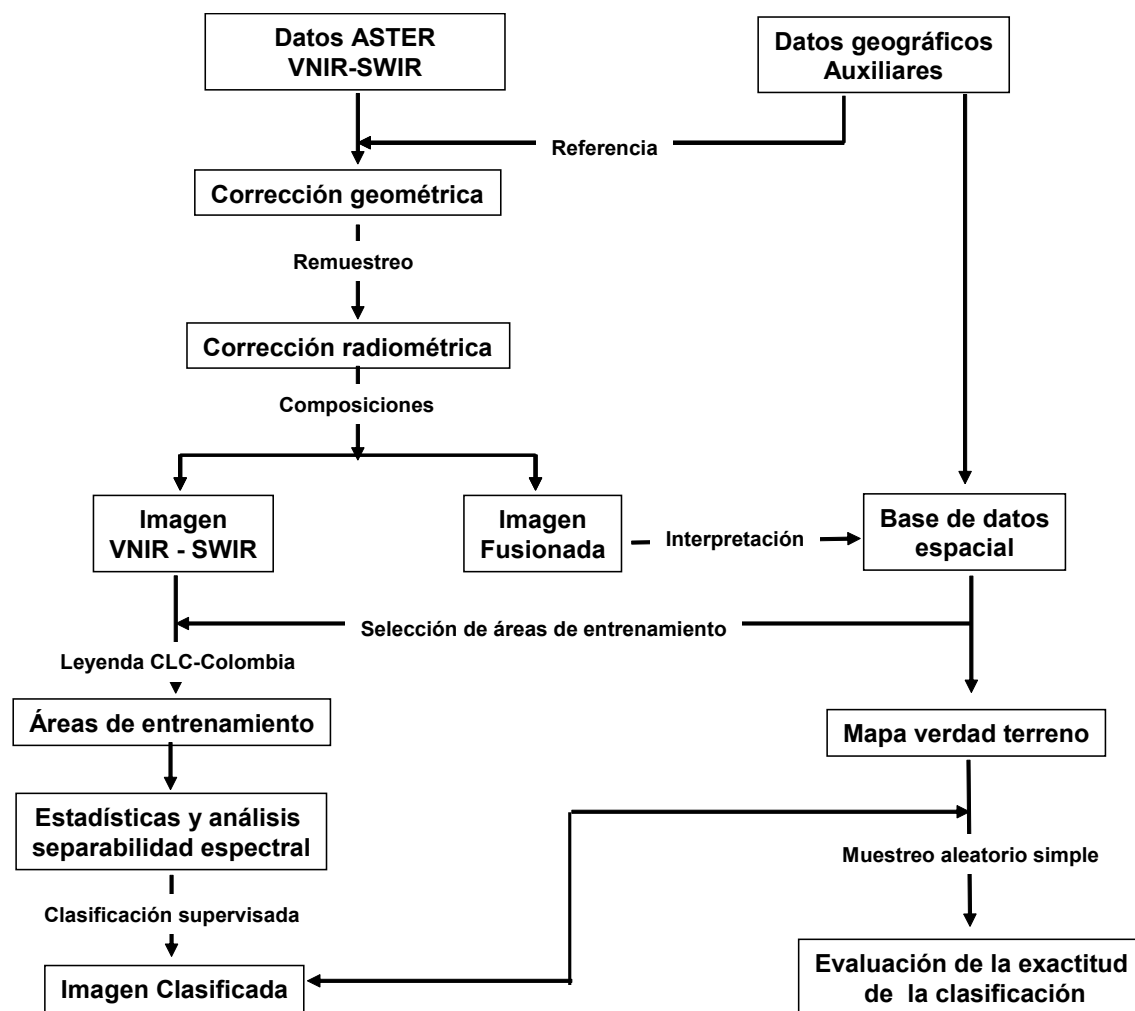 Datos ASTER
VNIR-SWIR
Datos geográficos
Auxiliares
Referencia
Corrección geométrica
Remuestreo
Corrección radiométrica
Composiciones
Imagen
VNIR - SWIR
Imagen
Fusionada
Interpretación
Base de datos
espacial
Selección de áreas de entrenamiento
Leyenda CLC-Colombia
Áreas de entrenamiento
Mapa verdad terreno
Estadísticas y análisis
separabilidad espectral
Muestreo aleatorio simple
Clasificación supervisada
Imagen Clasificada
Evaluación de la exactitud
de la clasificación